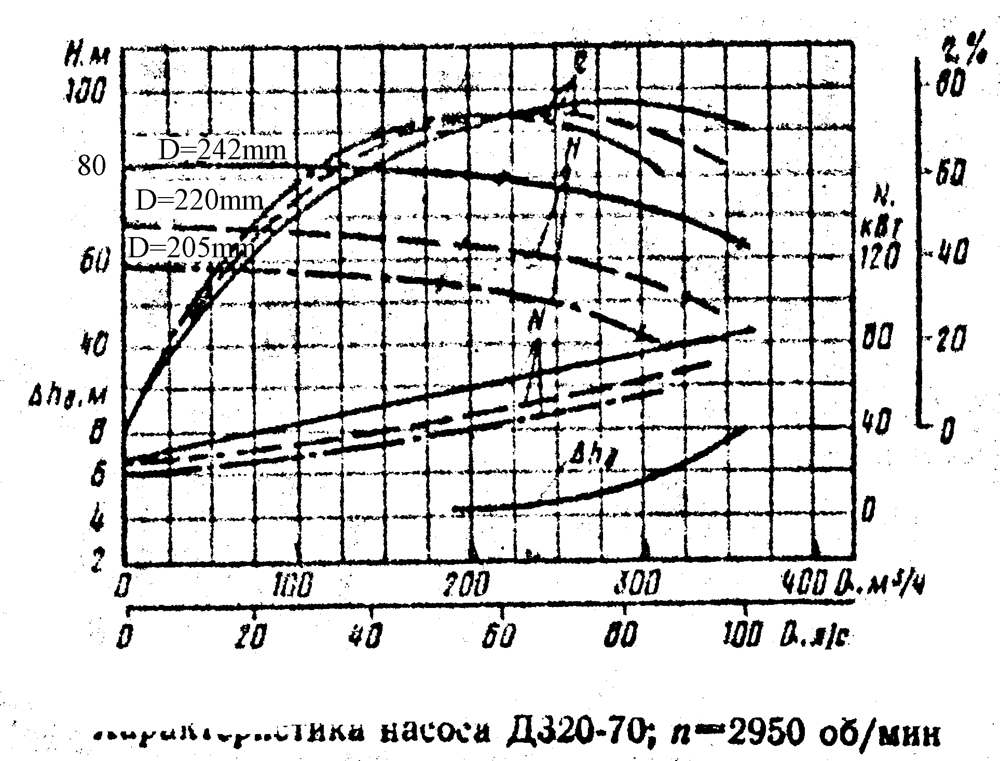 H.м
100
80
60
40
Δhд.м
8
6
4
2
D=242mm
D=220mm
D=205mm
H
N
Δhд
η.%
80
60
40
20
0
N.
кВт
120
80
40
0
0 100 200 300 400 Q.м³/ч
0 20 40 60 80 100 Q.л/с
Характеристика насоса Д320-70; n=2950 об/мин